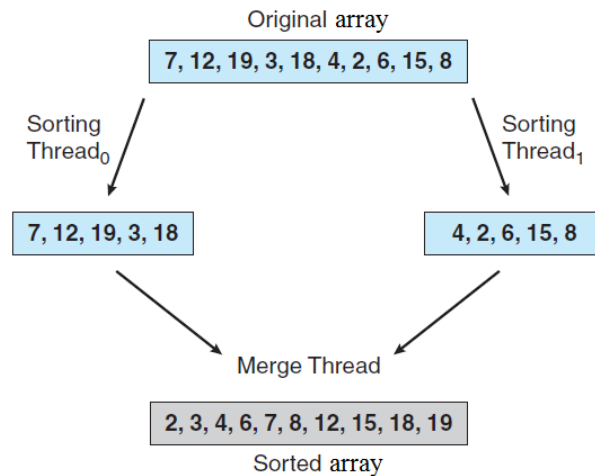 Original array
7, 12, 19, 3, 18, 4, 2, 6, 15, 8
Sorting
Thread0
Sorting
Thread1
7, 12, 19, 3, 18
4, 2, 6, 15, 8
Merge Thread
2, 3, 4, 6, 7, 8, 12, 15, 18, 19
Sorted array